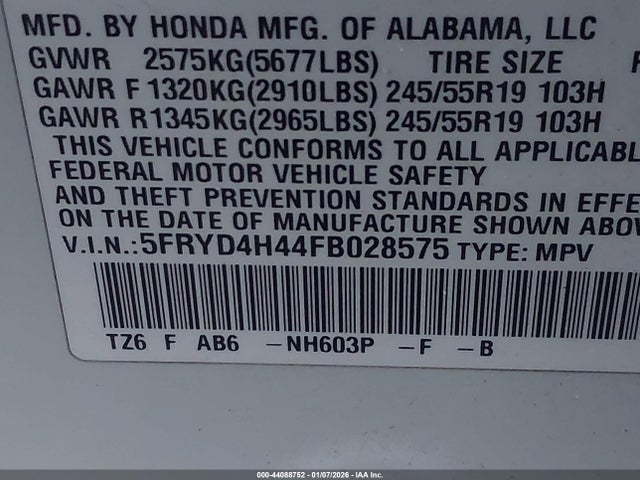 MFD. BY HONDA MFG. OF ALABAMA, LLC
GVWR 2575KG(5677LBS) TIRE SIZE
GAWR F 1320KG(2910LBS) 245/55R19 103H
GAWR R 1345KG(2965LBS) 245/55R19 103H
THIS VEHICLE CONFORMS TO ALL APPLICABL
FEDERAL MOTOR VEHICLE SAFETY
AND THEFT PREVENTION STANDARDS IN EFFE
ON THE DATE OF MANUFACTURE SHOWN ABOV
V.I.N.: 5FRYD4H44FB028575 TYPE: MPV
TZ6 F AB6 -NH603P -F -B
000-44088752 - 01/07/2026 - IAA Inc.